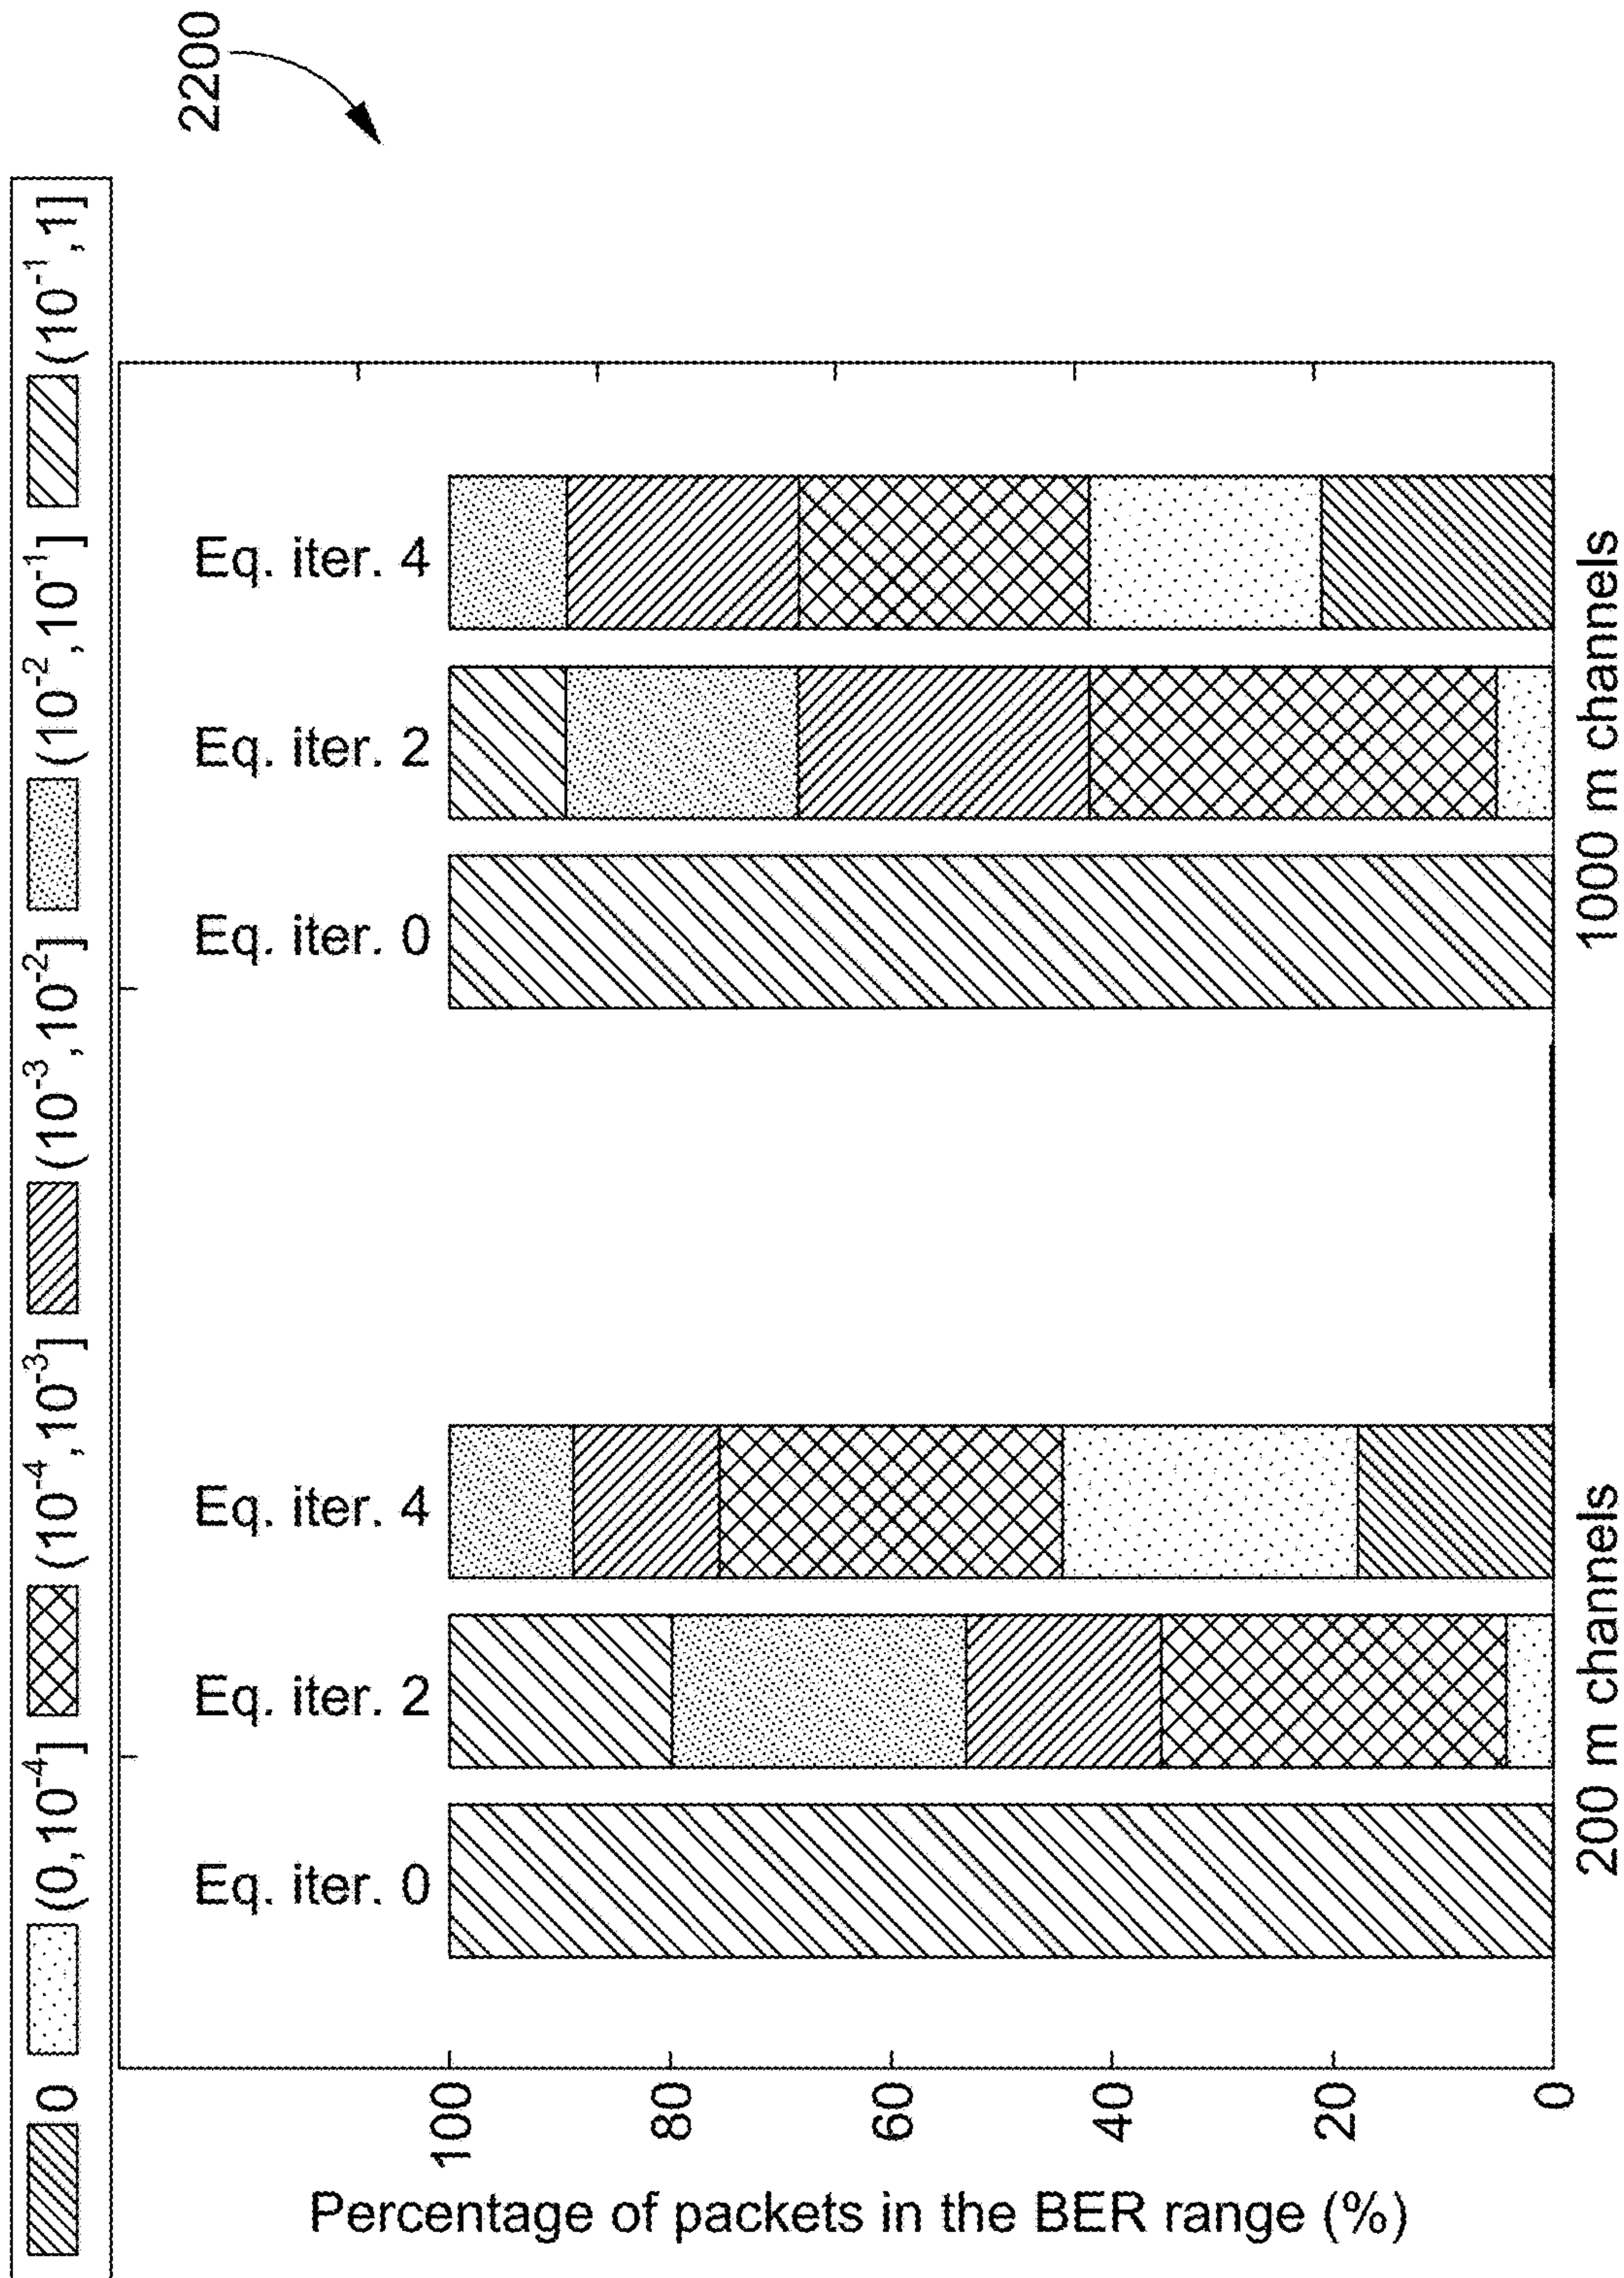 0 (0,10⁻⁴] (10⁻⁴,10⁻³] (10⁻³,10⁻²] (10⁻²,10⁻¹] (10⁻¹,1]
2200
Percentage of packets in the BER range (%)
100
80
60
40
20
0
Eq. iter. 0
Eq. iter. 2
Eq. iter. 4
Eq. iter. 0
Eq. iter. 2
Eq. iter. 4
200 m channels
1000 m channels